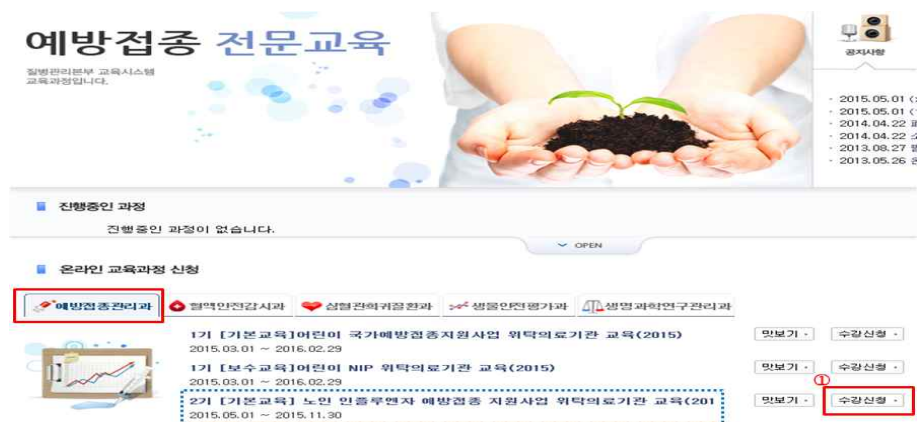 예방접종 전문교육
질병관리본부 교육시스템
교육과정입니다.
공지사항
· 2015.05.01
· 2015.05.01
· 2014.04.22
· 2014.04.22
· 2013.08.27
· 2013.05.26
진행중인 과정
진행중인 과정이 없습니다.
OPEN
온라인 교육과정 신청
예방접종관리과 혈액안전감시과 심혈관희귀질환과 생물안전평가과 생명과학연구관리과
1기 [기본교육]어린이 국가예방접종지원사업 위탁의료기관 교육(2015) 맛보기 수강신청
2015.03.01 ~ 2016.02.29
1기 [보수교육]어린이 NIP 위탁의료기관 교육(2015) 맛보기 수강신청
2015.03.01 ~ 2016.02.29
①
2기 [기본교육] 노인 인플루엔자 예방접종 지원사업 위탁의료기관 교육(201 맛보기 수강신청
2015.05.01 ~ 2015.11.30